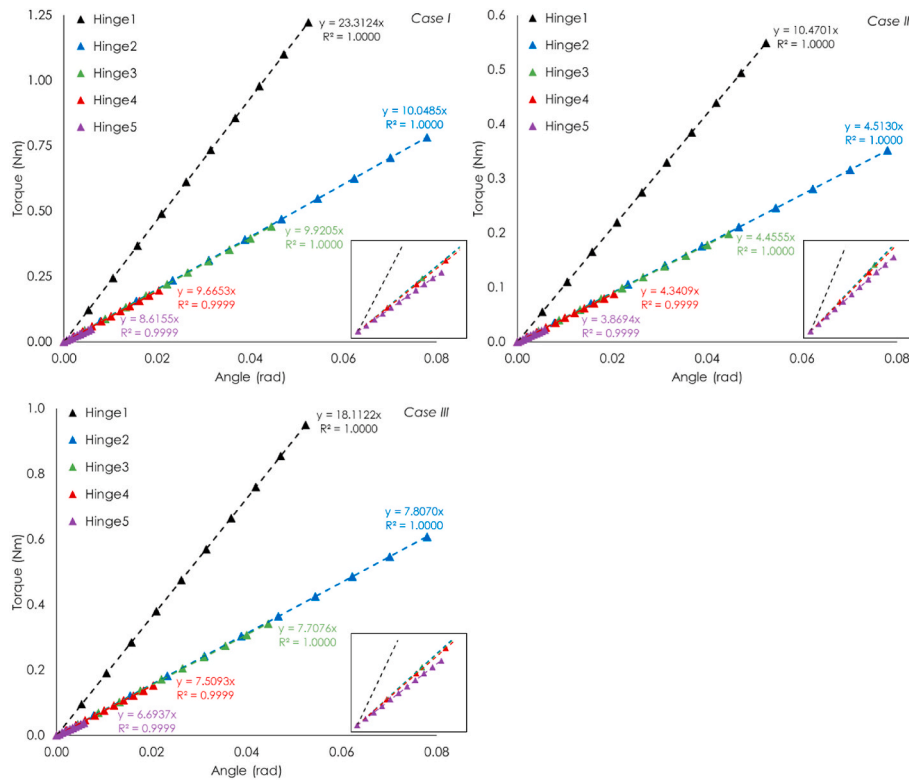 Case I
Hinge1
Hinge2
Hinge3
Hinge4
Hinge5
y = 23.3124x
R² = 1.0000
y = 10.0485x
R² = 1.0000
y = 9.9205x
R² = 1.0000
y = 9.6653x
R² = 0.9999
y = 8.6155x
R² = 0.9999
Torque (Nm)
1.25
1.00
0.75
0.50
0.25
0.00
0.00
0.02
0.04
0.06
0.08
Angle (rad)
Case II
Hinge1
Hinge2
Hinge3
Hinge4
Hinge5
y = 10.4701x
R² = 1.0000
y = 4.5130x
R² = 1.0000
y = 4.4555x
R² = 1.0000
y = 4.3409x
R² = 0.9999
y = 3.8694x
R² = 0.9999
Torque (Nm)
0.6
0.5
0.4
0.3
0.2
0.1
0.0
0.00
0.02
0.04
0.06
0.08
Angle (rad)
Case III
Hinge1
Hinge2
Hinge3
Hinge4
Hinge5
y = 18.1122x
R² = 1.0000
y = 7.8070x
R² = 1.0000
y = 7.7076x
R² = 1.0000
y = 7.5093x
R² = 0.9999
y = 6.6937x
R² = 0.9999
Torque (Nm)
1.0
0.8
0.6
0.4
0.2
0.0
0.00
0.02
0.04
0.06
0.08
Angle (rad)